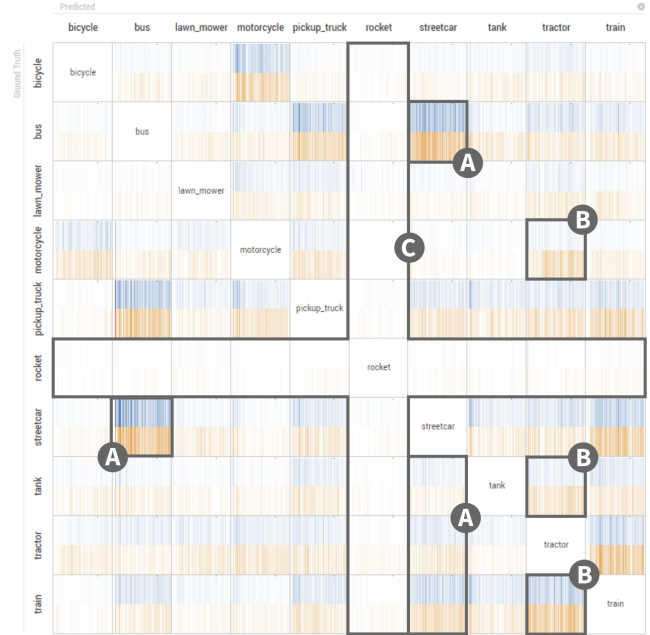 Predicted
bicycle bus lawn_mower motorcycle pickup_truck rocket streetcar tank tractor train
Ground Truth
bicycle bicycle
bus bus
A
lawn_mower lawn_mower
B
motorcycle motorcycle
C
pickup_truck pickup_truck
rocket rocket
streetcar streetcar
A B
tank tank
A
tractor tractor
B
train train